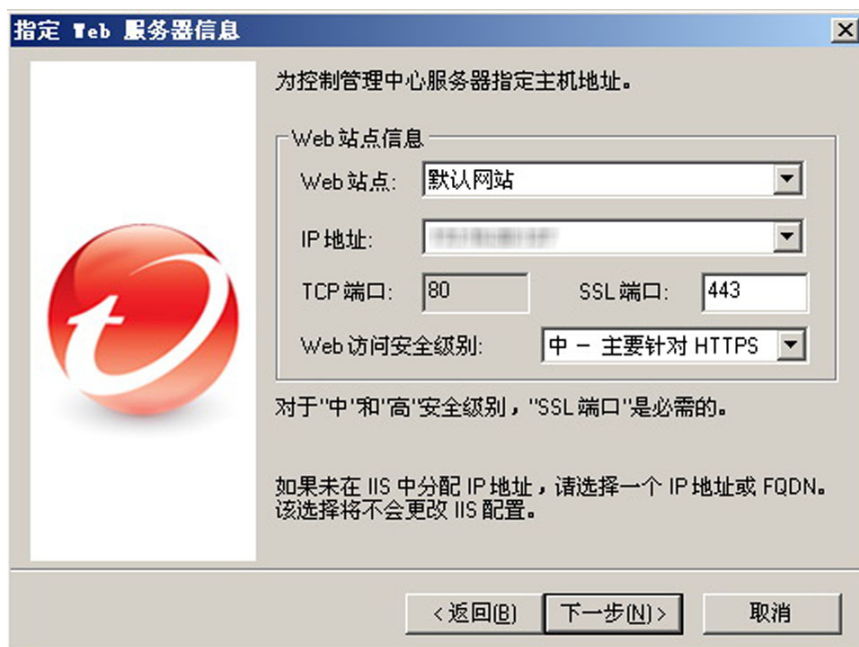 指定 Web 服务器信息
为控制管理中心服务器指定主机地址。
Web 站点信息
Web 站点: 默认网站
IP 地址:
TCP 端口: 80 SSL 端口: 443
Web 访问安全级别: 中 - 主要针对 HTTPS
对于"中"和"高"安全级别，"SSL 端口"是必需的。
如果未在 IIS 中分配 IP 地址，请选择一个 IP 地址或 FQDN。
该选择将不会更改 IIS 配置。
< 返回(B) 下一步(N) > 取消